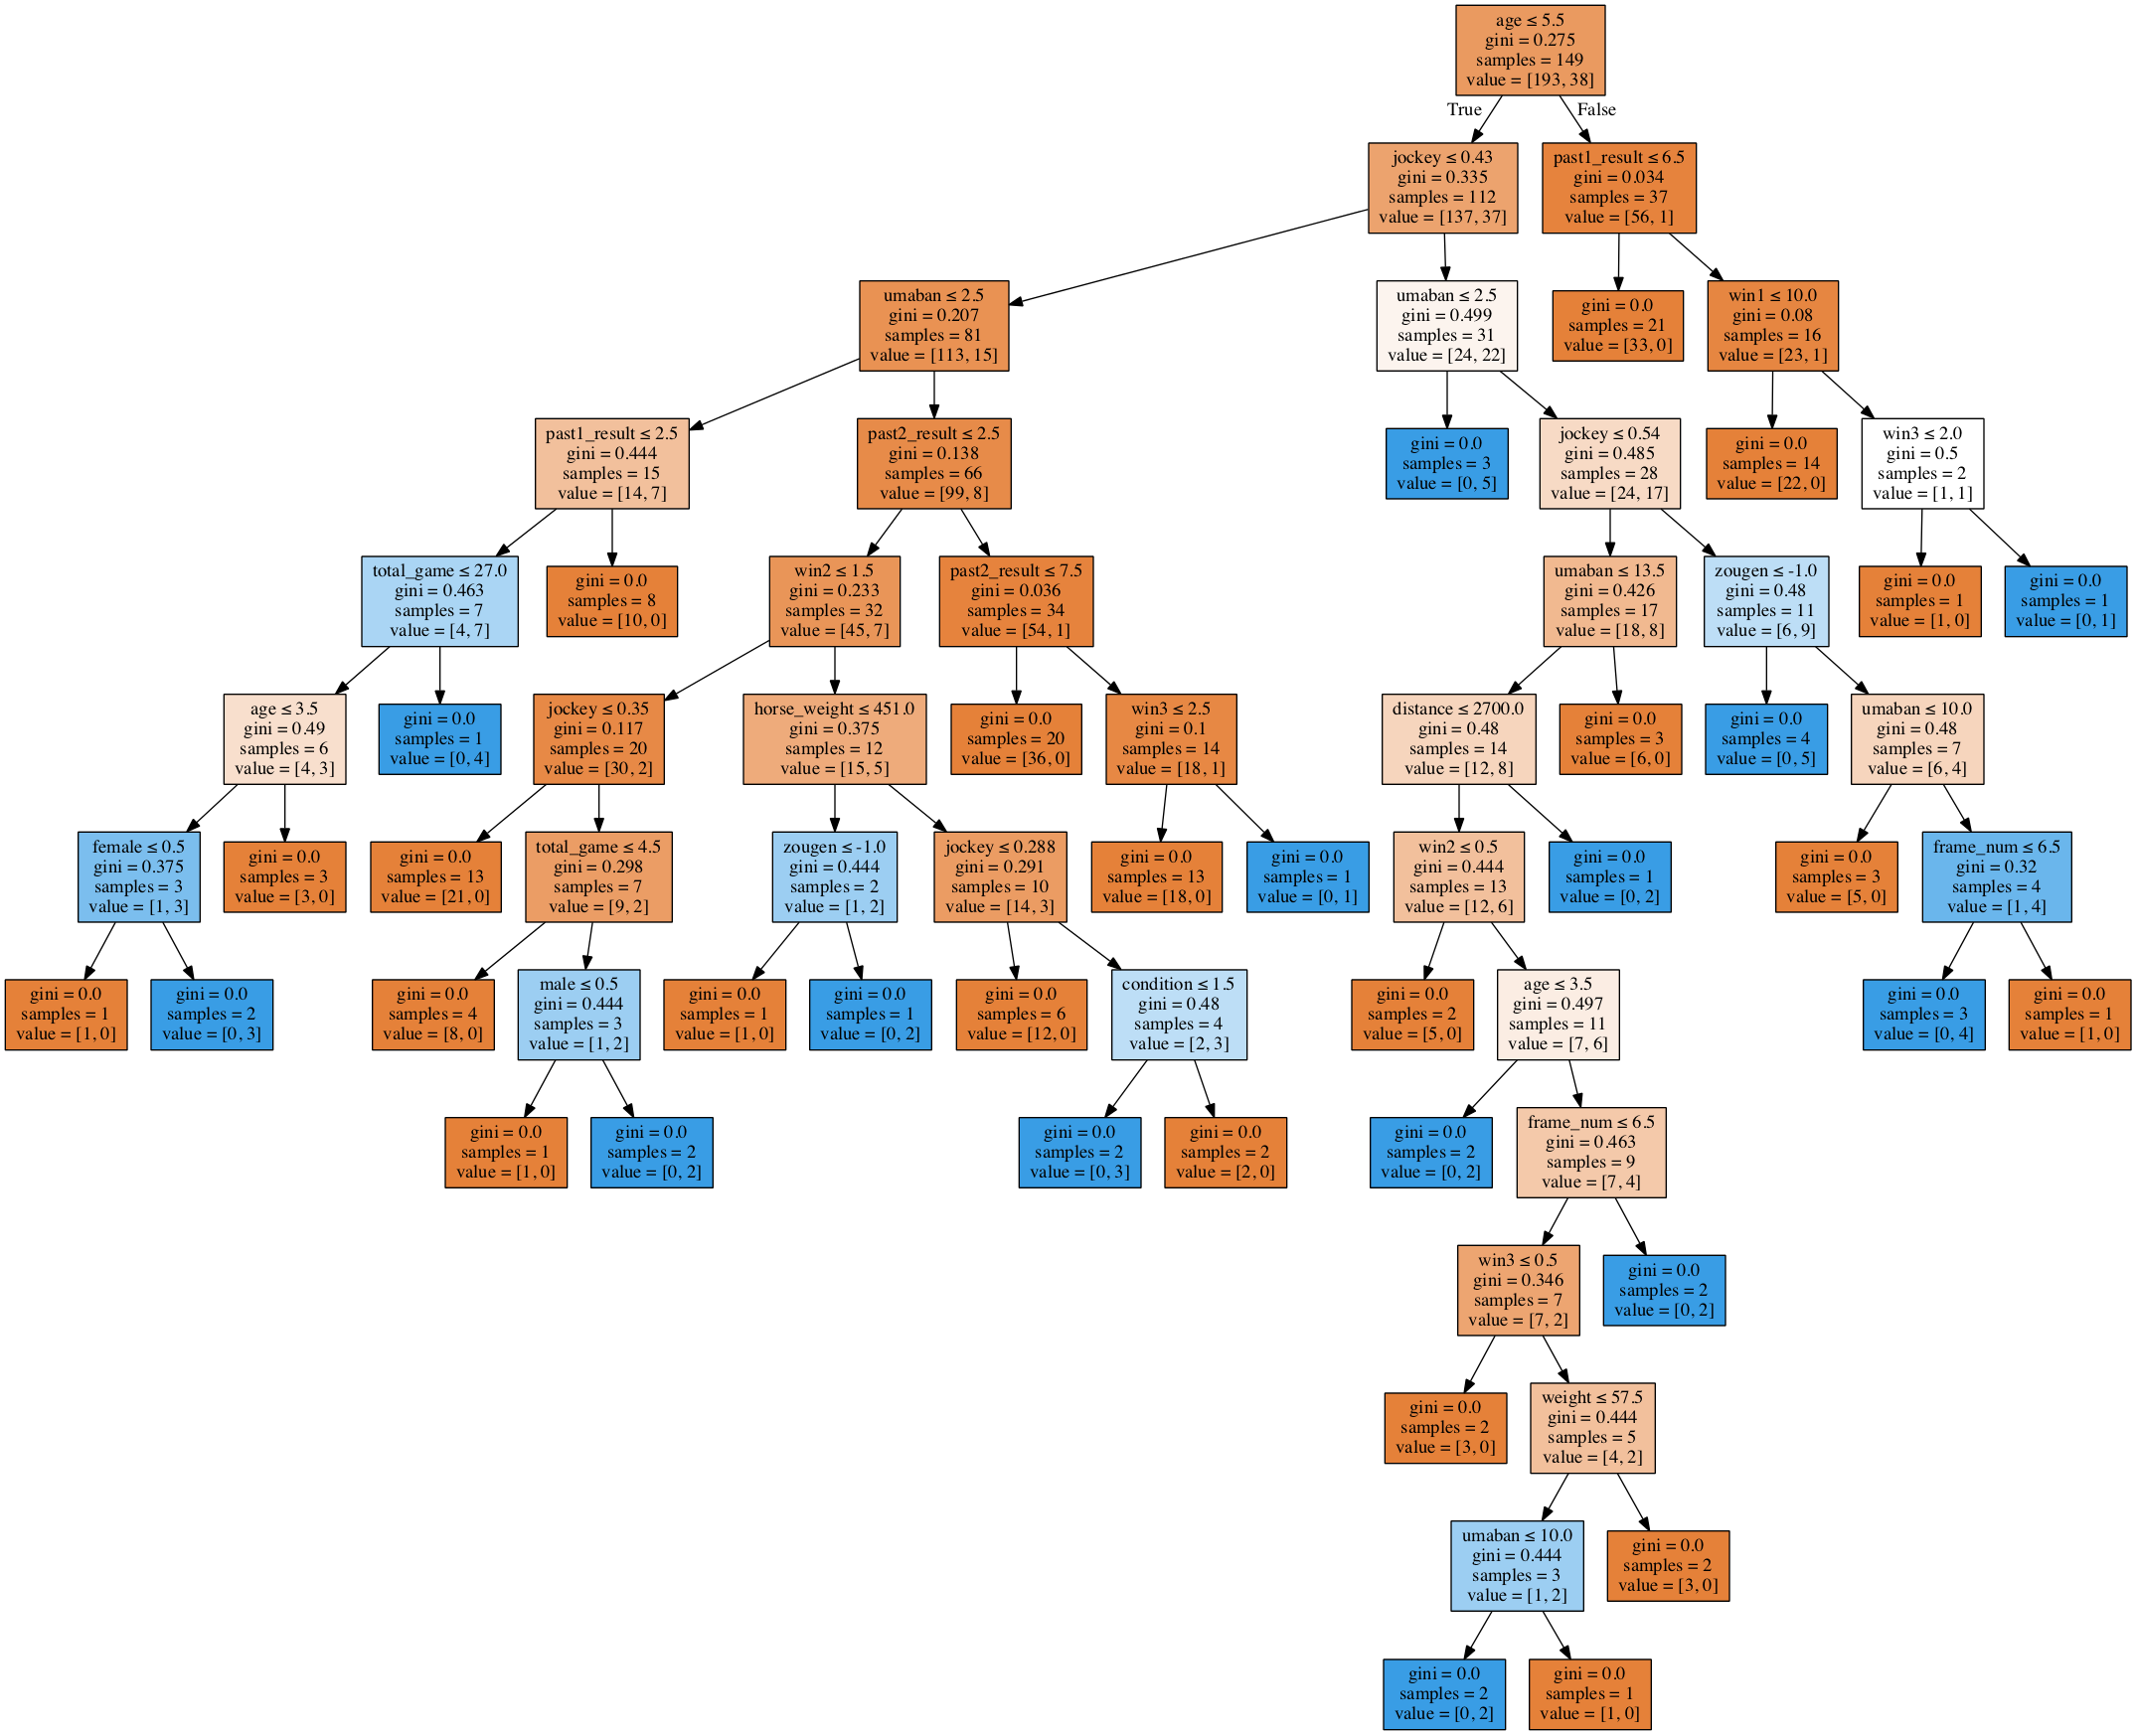 age ≤ 5.5
gini = 0.275
samples = 149
value = [193, 38]
True
False
jockey ≤ 0.43
gini = 0.335
samples = 112
value = [137, 37]
past1_result ≤ 6.5
gini = 0.034
samples = 37
value = [56, 1]
umaban ≤ 2.5
gini = 0.207
samples = 81
value = [113, 15]
umaban ≤ 2.5
gini = 0.499
samples = 31
value = [24, 22]
gini = 0.0
samples = 21
value = [33, 0]
win1 ≤ 10.0
gini = 0.08
samples = 16
value = [23, 1]
past1_result ≤ 2.5
gini = 0.444
samples = 15
value = [14, 7]
past2_result ≤ 2.5
gini = 0.138
samples = 66
value = [99, 8]
gini = 0.0
samples = 3
value = [0, 5]
jockey ≤ 0.54
gini = 0.485
samples = 28
value = [24, 17]
gini = 0.0
samples = 14
value = [22, 0]
win3 ≤ 2.0
gini = 0.5
samples = 2
value = [1, 1]
total_game ≤ 27.0
gini = 0.463
samples = 7
value = [4, 7]
gini = 0.0
samples = 8
value = [10, 0]
win2 ≤ 1.5
gini = 0.233
samples = 32
value = [45, 7]
past2_result ≤ 7.5
gini = 0.036
samples = 34
value = [54, 1]
umaban ≤ 13.5
gini = 0.426
samples = 17
value = [18, 8]
zougen ≤ -1.0
gini = 0.48
samples = 11
value = [6, 9]
gini = 0.0
samples = 1
value = [1, 0]
gini = 0.0
samples = 1
value = [0, 1]
age ≤ 3.5
gini = 0.49
samples = 6
value = [4, 3]
gini = 0.0
samples = 1
value = [0, 4]
jockey ≤ 0.35
gini = 0.117
samples = 20
value = [30, 2]
horse_weight ≤ 451.0
gini = 0.375
samples = 12
value = [15, 5]
gini = 0.0
samples = 20
value = [36, 0]
win3 ≤ 2.5
gini = 0.1
samples = 14
value = [18, 1]
distance ≤ 2700.0
gini = 0.48
samples = 14
value = [12, 8]
gini = 0.0
samples = 3
value = [6, 0]
gini = 0.0
samples = 4
value = [0, 5]
umaban ≤ 10.0
gini = 0.48
samples = 7
value = [6, 4]
female ≤ 0.5
gini = 0.375
samples = 3
value = [1, 3]
gini = 0.0
samples = 3
value = [3, 0]
gini = 0.0
samples = 13
value = [21, 0]
total_game ≤ 4.5
gini = 0.298
samples = 7
value = [9, 2]
zougen ≤ -1.0
gini = 0.444
samples = 2
value = [1, 2]
jockey ≤ 0.288
gini = 0.291
samples = 10
value = [14, 3]
gini = 0.0
samples = 13
value = [18, 0]
gini = 0.0
samples = 1
value = [0, 1]
win2 ≤ 0.5
gini = 0.444
samples = 13
value = [12, 6]
gini = 0.0
samples = 1
value = [0, 2]
gini = 0.0
samples = 3
value = [5, 0]
frame_num ≤ 6.5
gini = 0.32
samples = 4
value = [1, 4]
gini = 0.0
samples = 1
value = [1, 0]
gini = 0.0
samples = 2
value = [0, 3]
gini = 0.0
samples = 4
value = [8, 0]
male ≤ 0.5
gini = 0.444
samples = 3
value = [1, 2]
gini = 0.0
samples = 1
value = [1, 0]
gini = 0.0
samples = 1
value = [0, 2]
gini = 0.0
samples = 6
value = [12, 0]
condition ≤ 1.5
gini = 0.48
samples = 4
value = [2, 3]
gini = 0.0
samples = 2
value = [5, 0]
age ≤ 3.5
gini = 0.497
samples = 11
value = [7, 6]
gini = 0.0
samples = 3
value = [0, 4]
gini = 0.0
samples = 1
value = [1, 0]
gini = 0.0
samples = 1
value = [1, 0]
gini = 0.0
samples = 2
value = [0, 2]
gini = 0.0
samples = 2
value = [0, 3]
gini = 0.0
samples = 2
value = [2, 0]
gini = 0.0
samples = 2
value = [0, 2]
frame_num ≤ 6.5
gini = 0.463
samples = 9
value = [7, 4]
win3 ≤ 0.5
gini = 0.346
samples = 7
value = [7, 2]
gini = 0.0
samples = 2
value = [0, 2]
gini = 0.0
samples = 2
value = [3, 0]
weight ≤ 57.5
gini = 0.444
samples = 5
value = [4, 2]
umaban ≤ 10.0
gini = 0.444
samples = 3
value = [1, 2]
gini = 0.0
samples = 2
value = [3, 0]
gini = 0.0
samples = 2
value = [0, 2]
gini = 0.0
samples = 1
value = [1, 0]